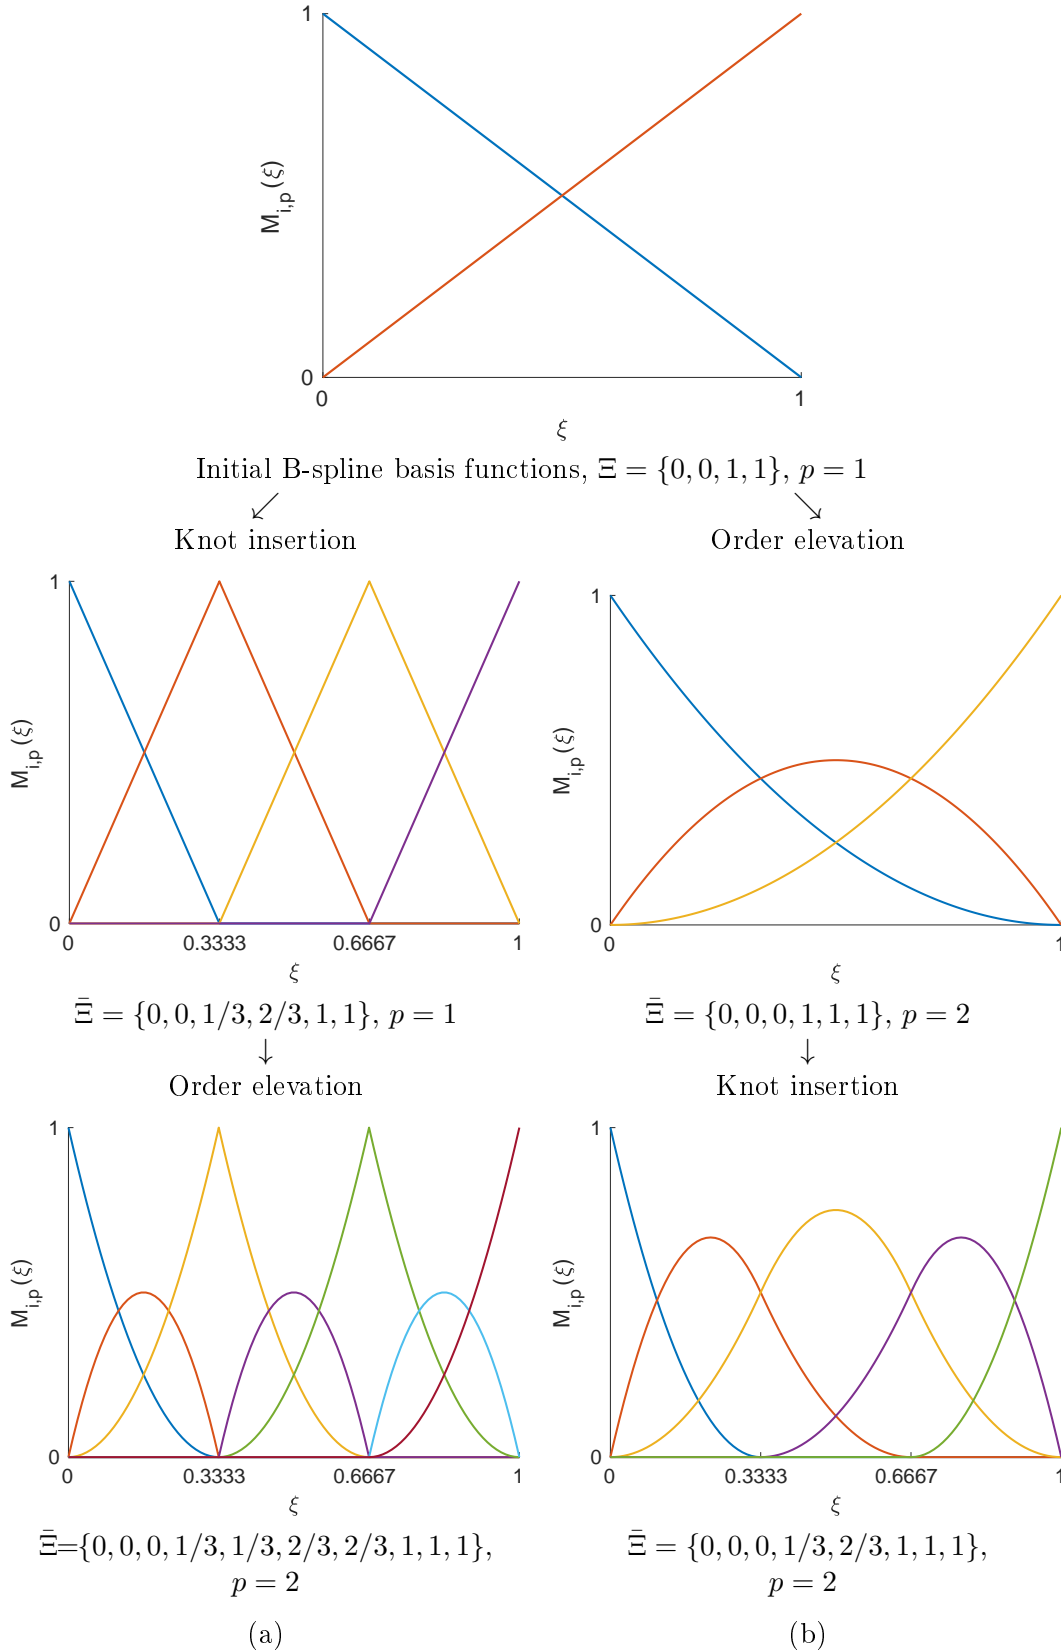 1
M_{i,p}(ξ)
0
0 1
ξ
Initial B-spline basis functions, Ξ = {0, 0, 1, 1}, p = 1
↙ ↘
Knot insertion
Order elevation
1
M_{i,p}(ξ)
0
0 0.3333 0.6667 1
ξ
Ξ̄ = {0, 0, 1/3, 2/3, 1, 1}, p = 1
1
M_{i,p}(ξ)
0
0 1
ξ
Ξ̄ = {0, 0, 0, 1, 1, 1}, p = 2
↓ ↓
Order elevation
Knot insertion
1
M_{i,p}(ξ)
0
0 0.3333 0.6667 1
ξ
Ξ̄={0, 0, 0, 1/3, 1/3, 2/3, 2/3, 1, 1, 1},
p = 2
(a)
1
M_{i,p}(ξ)
0
0 0.3333 0.6667 1
ξ
Ξ̄ = {0, 0, 0, 1/3, 2/3, 1, 1, 1},
p = 2
(b)